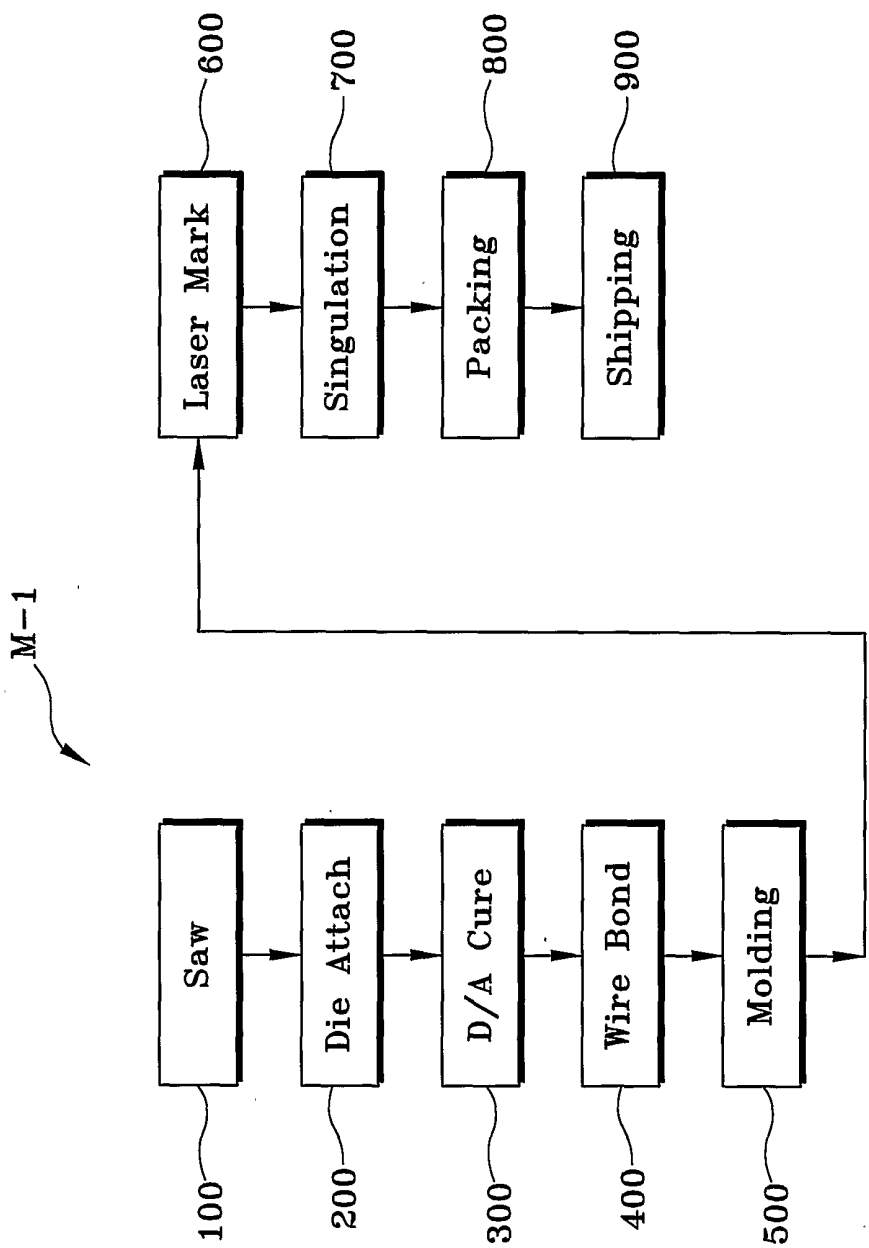 M-1
100
Saw
200
Die Attach
300
D/A Cure
400
Wire Bond
500
Molding
Laser Mark
600
Singulation
700
Packing
800
Shipping
900